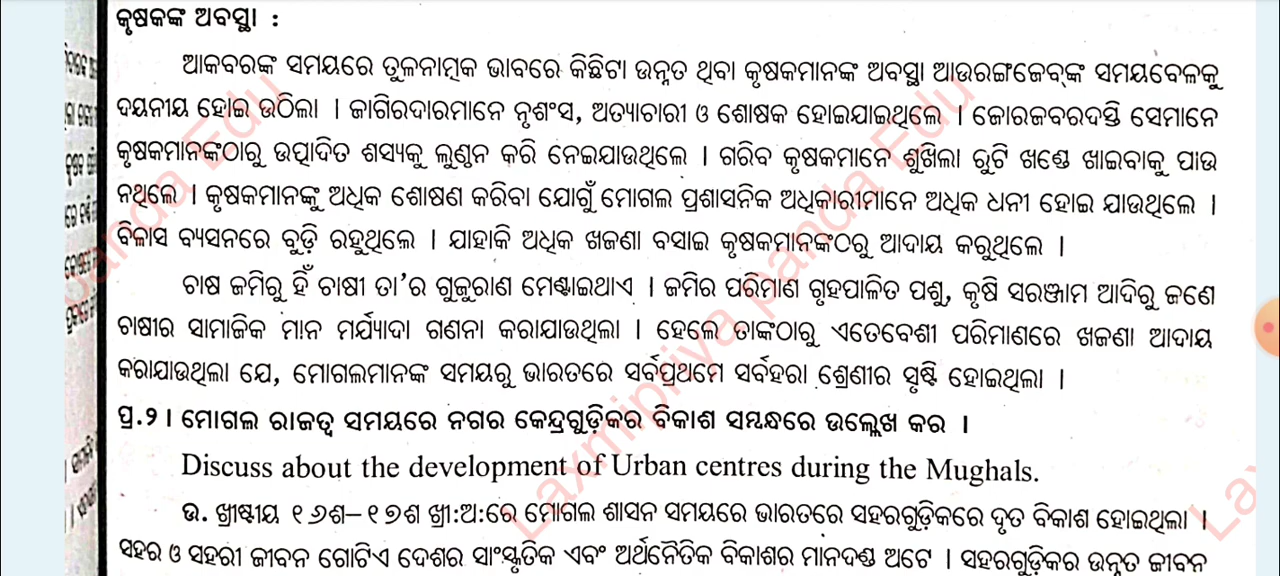 କୃଷକଙ୍କ ଅବସ୍ଥା :
ଆକବରଙ୍କ ସମୟରେ ତୁଳନାତ୍ମକ ଭାବରେ କିଛିଟା ଉନ୍ନତ ଥିବା କୃଷକମାନଙ୍କ ଅବସ୍ଥା ଆଉରଙ୍ଗଜେବ୍‌ଙ୍କ ସମୟବେଳକୁ
ଦୟନୀୟ ହୋଇ ଉଠିଲା । ଜାଗିରଦାରମାନେ ନୃଶଂସ, ଅତ୍ୟାଚାରୀ ଓ ଶୋଷକ ହୋଇଯାଇଥିଲେ । ଜୋରଜବରଦସ୍ତି ସେମାନେ
କୃଷକମାନଙ୍କଠାରୁ ଉତ୍ପାଦିତ ଶସ୍ୟକୁ ଲୁଣ୍ଠନ କରି ନେଇଯାଉଥିଲେ । ଗରିବ କୃଷକମାନେ ଶୁଖିଲା ରୁଟି ଖଣ୍ଡେ ଖାଇବାକୁ ପାଉ
ନଥିଲେ । କୃଷକମାନଙ୍କୁ ଅଧିକ ଶୋଷଣ କରିବା ଯୋଗୁଁ ମୋଗଲ ପ୍ରଶାସନିକ ଅଧିକାରୀମାନେ ଅଧିକ ଧନୀ ହୋଇ ଯାଉଥିଲେ ।
ବିଳାସ ବ୍ୟସନରେ ବୁଡ଼ି ରହୁଥିଲେ । ଯାହାକି ଅଧିକ ଖଜଣା ବସାଇ କୃଷକମାନଙ୍କଠରୁ ଆଦାୟ କରୁଥିଲେ ।
ଚାଷ ଜମିରୁ ହିଁ ଚାଷୀ ତା'ର ଗୁଜୁରାଣ ମେଣ୍ଟାଇଥାଏ । ଜମିର ପରିମାଣ ଗୃହପାଳିତ ପଶୁ, କୃଷି ସରଞ୍ଜାମ ଆଦିରୁ ଜଣେ
ଚାଷୀର ସାମାଜିକ ମାନ ମର୍ଯ୍ୟାଦା ଗଣନା କରାଯାଉଥିଲା । ହେଲେ ତାଙ୍କଠାରୁ ଏତେବେଶୀ ପରିମାଣରେ ଖଜଣା ଆଦାୟ
କରାଯାଉଥିଲା ଯେ, ମୋଗଲମାନଙ୍କ ସମୟରୁ ଭାରତରେ ସର୍ବପ୍ରଥମେ ସର୍ବହରା ଶ୍ରେଣୀର ସୃଷ୍ଟି ହୋଇଥିଲା ।
ପ୍ର.୨ । ମୋଗଲ ରାଜତ୍ଵ ସମୟରେ ନଗର କେନ୍ଦ୍ରଗୁଡ଼ିକର ବିକାଶ ସମ୍ବନ୍ଧରେ ଉଲ୍ଲେଖ କର ।
Discuss about the development of Urban centres during the Mughals.
ଉ. ଖ୍ରୀଷ୍ଟୀୟ ୧୬ଶ–୧୭ଶ ଖ୍ରୀ:ଅ:ରେ ମୋଗଲ ଶାସନ ସମୟରେ ଭାରତରେ ସହରଗୁଡ଼ିକରେ ଦୃତ ବିକାଶ ହୋଇଥିଲା ।
ସହର ଓ ସହରୀ ଜୀବନ ଗୋଟିଏ ଦେଶର ସାଂସ୍କୃତିକ ଏବଂ ଅର୍ଥନୈତିକ ବିକାଶର ମାନଦଣ୍ଡ ଅଟେ । ସହରଗୁଡ଼ିକର ଉନ୍ନତ ଜୀବନ
Laxmipriya panda Edu